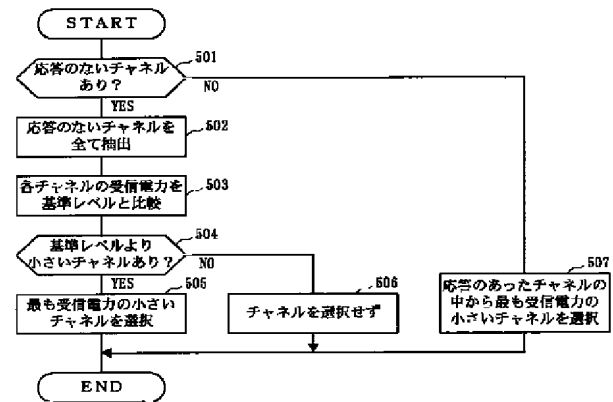 START
応答のないチャネル
あり?
501
NO
YES
応答のないチャネルを
全て抽出
502
各チャネルの受信電力を
基準レベルと比較
503
基準レベルより
小さいチャネルあり?
504
NO
YES
最も受信電力の小さい
チャネルを選択
505
チャネルを選択せず
506
応答のあったチャネルの
中から最も受信電力の
小さいチャネルを選択
507
END